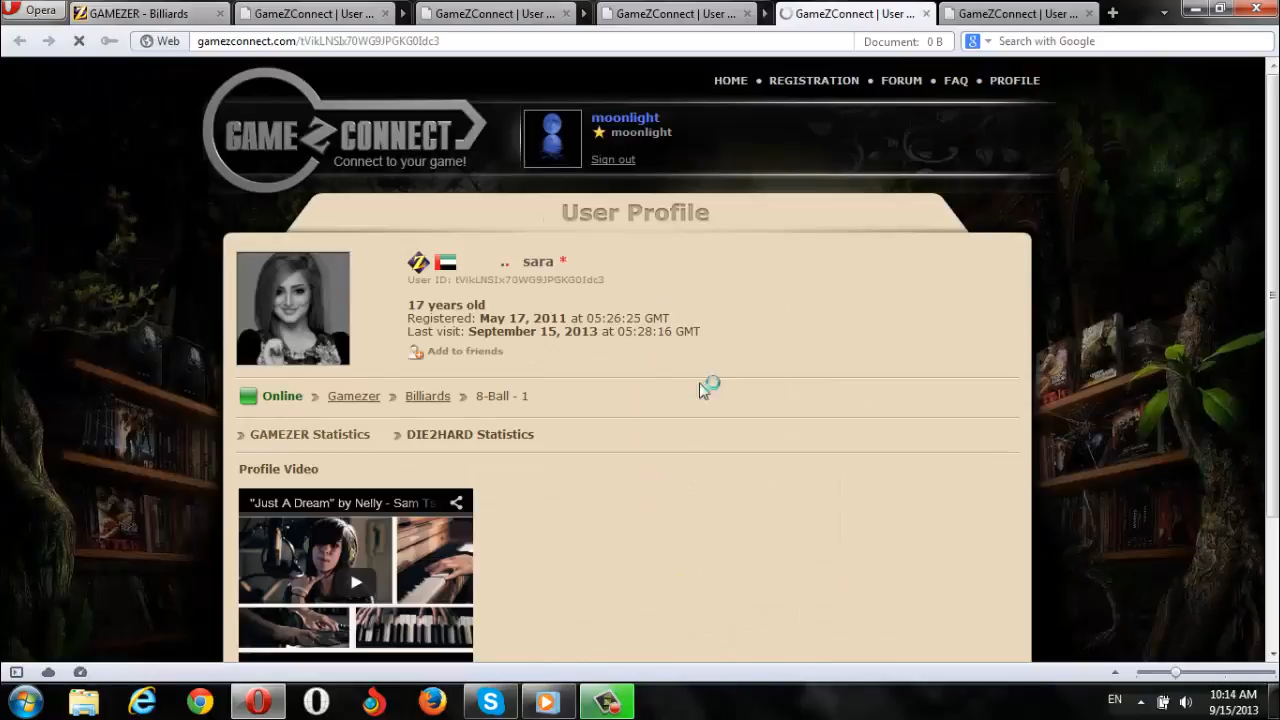 Opera
GAMEZER - Billiards
GameZConnect | User ...
GameZConnect | User ...
GameZConnect | User ...
GameZConnect | User ...
GameZConnect | User ...
Web
gamezconnect.com/tVikLNSIx70WG9JPGKG0Idc3
Document: 0 B
Search with Google
HOME • REGISTRATION • FORUM • FAQ • PROFILE
GAME Z CONNECT
Connect to your game!
moonlight
moonlight
Sign out
User Profile
.. sara *
User ID: tVikLNSIx70WG9JPGKG0Idc3
17 years old
Registered: May 17, 2011 at 05:26:25 GMT
Last visit: September 15, 2013 at 05:28:16 GMT
Add to friends
Online » Gamezer » Billiards » 8-Ball - 1
» GAMEZER Statistics » DIE2HARD Statistics
Profile Video
"Just A Dream" by Nelly - Sam Ts
EN
10:14 AM
9/15/2013